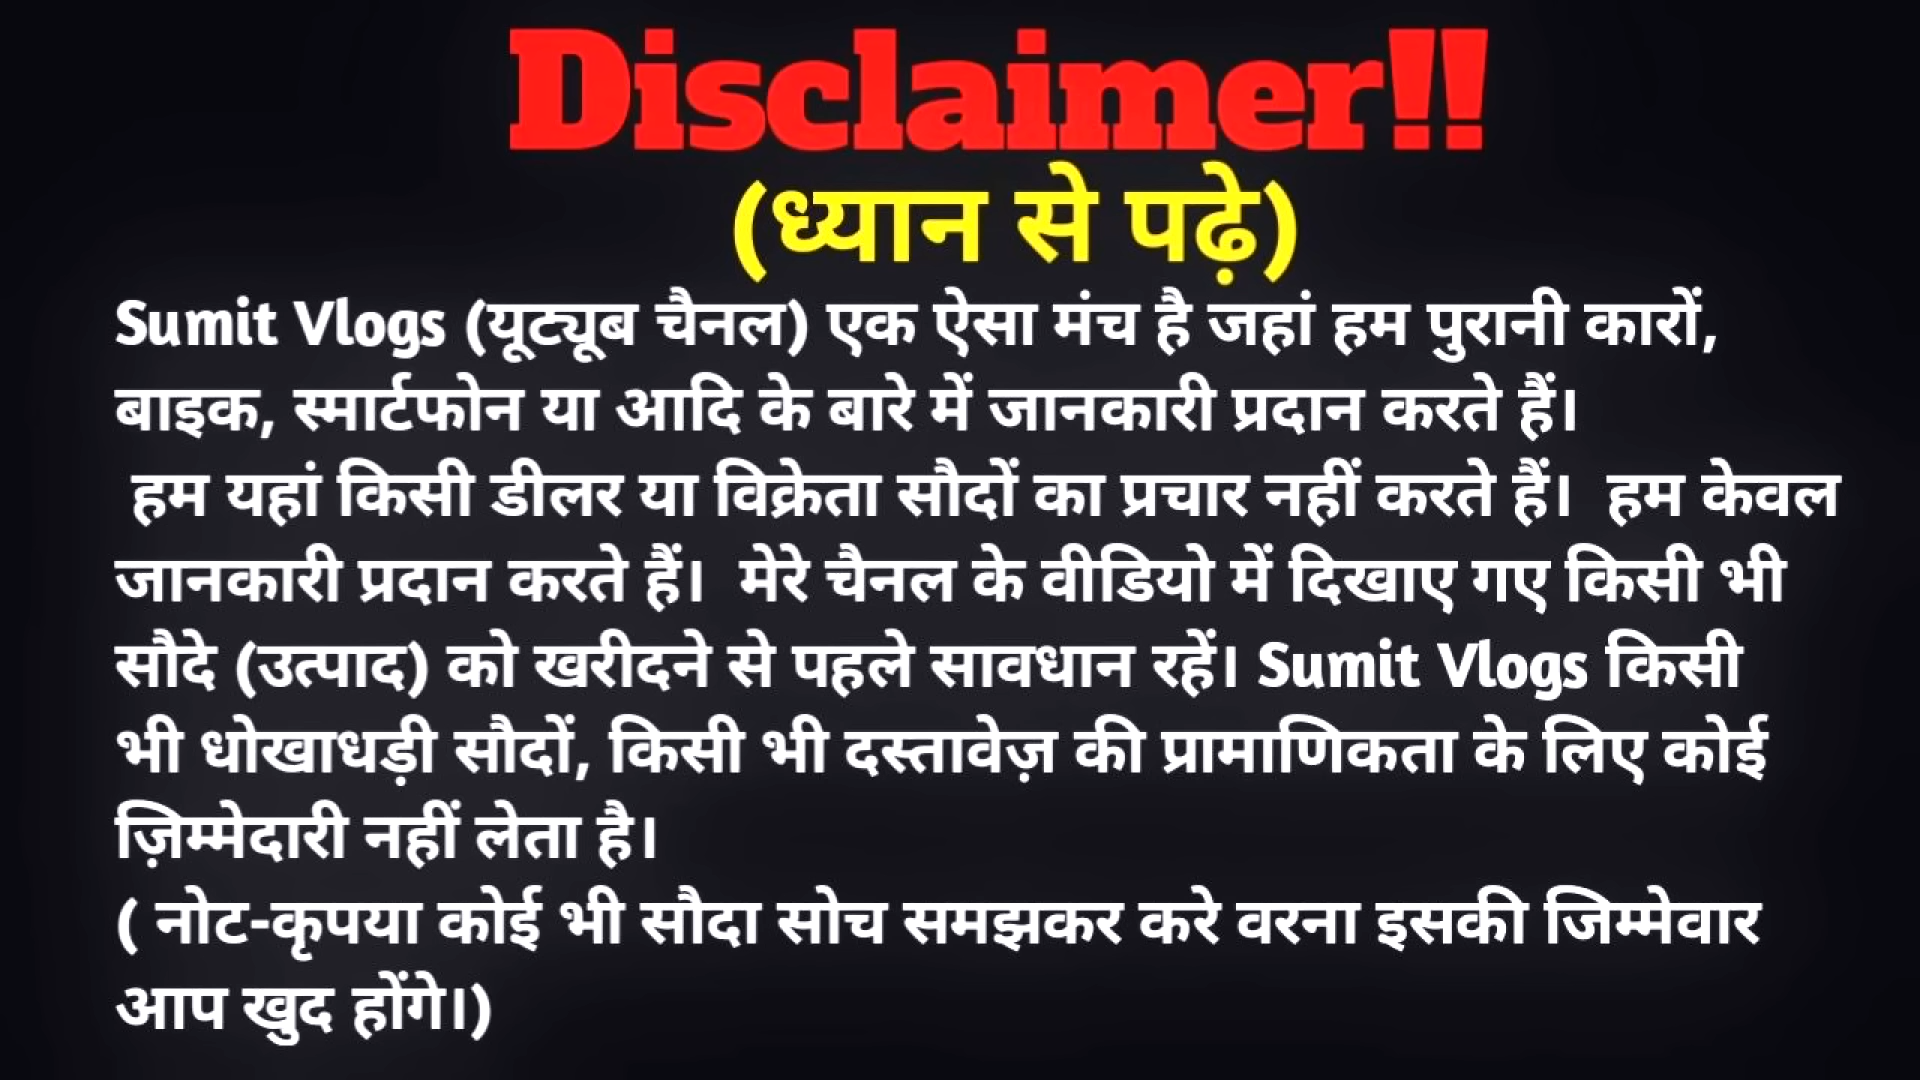 Disclaimer!!
(ध्यान से पढ़े)
Sumit Vlogs (यूट्यूब चैनल) एक ऐसा मंच है जहां हम पुरानी कारों,
बाइक, स्मार्टफोन या आदि के बारे में जानकारी प्रदान करते हैं।
हम यहां किसी डीलर या विक्रेता सौदों का प्रचार नहीं करते हैं। हम केवल
जानकारी प्रदान करते हैं। मेरे चैनल के वीडियो में दिखाए गए किसी भी
सौदे (उत्पाद) को खरीदने से पहले सावधान रहें। Sumit Vlogs किसी
भी धोखाधड़ी सौदों, किसी भी दस्तावेज़ की प्रामाणिकता के लिए कोई
ज़िम्मेदारी नहीं लेता है।
( नोट-कृपया कोई भी सौदा सोच समझकर करे वरना इसकी जिम्मेवार
आप खुद होंगे।)